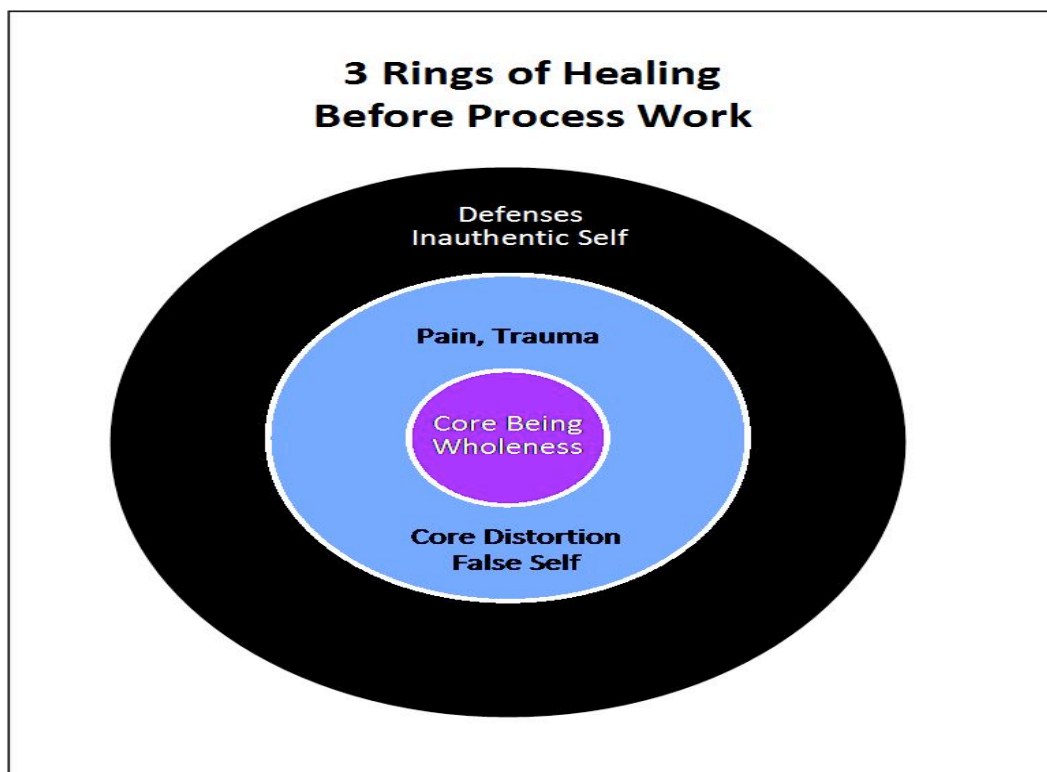 3 Rings of Healing
Before Process Work
Defenses
Inauthentic Self
Pain, Trauma
Core Being
Wholeness
Core Distortion
False Self